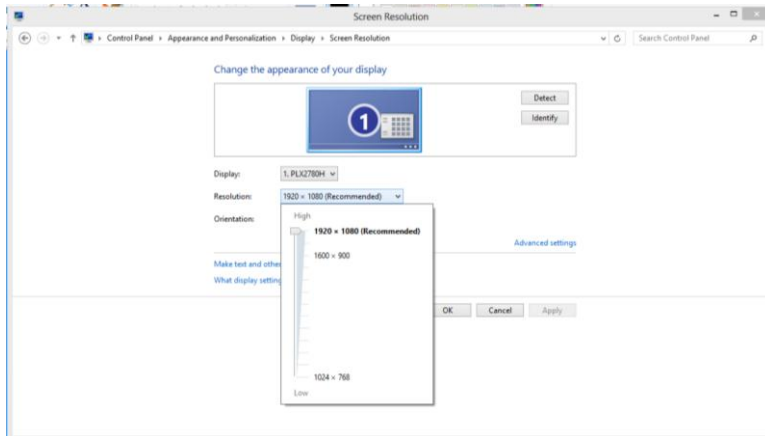 Screen Resolution
Control Panel › Appearance and Personalization › Display › Screen Resolution
Search Control Panel
Change the appearance of your display
1
Detect
Identify
Display:
1. PLX2780H
Resolution:
1920 × 1080 (Recommended)
Orientation:
High
1920 × 1080 (Recommended)
1600 × 900
1024 × 768
Low
Advanced settings
Make text and other
What display setting
OK
Cancel
Apply